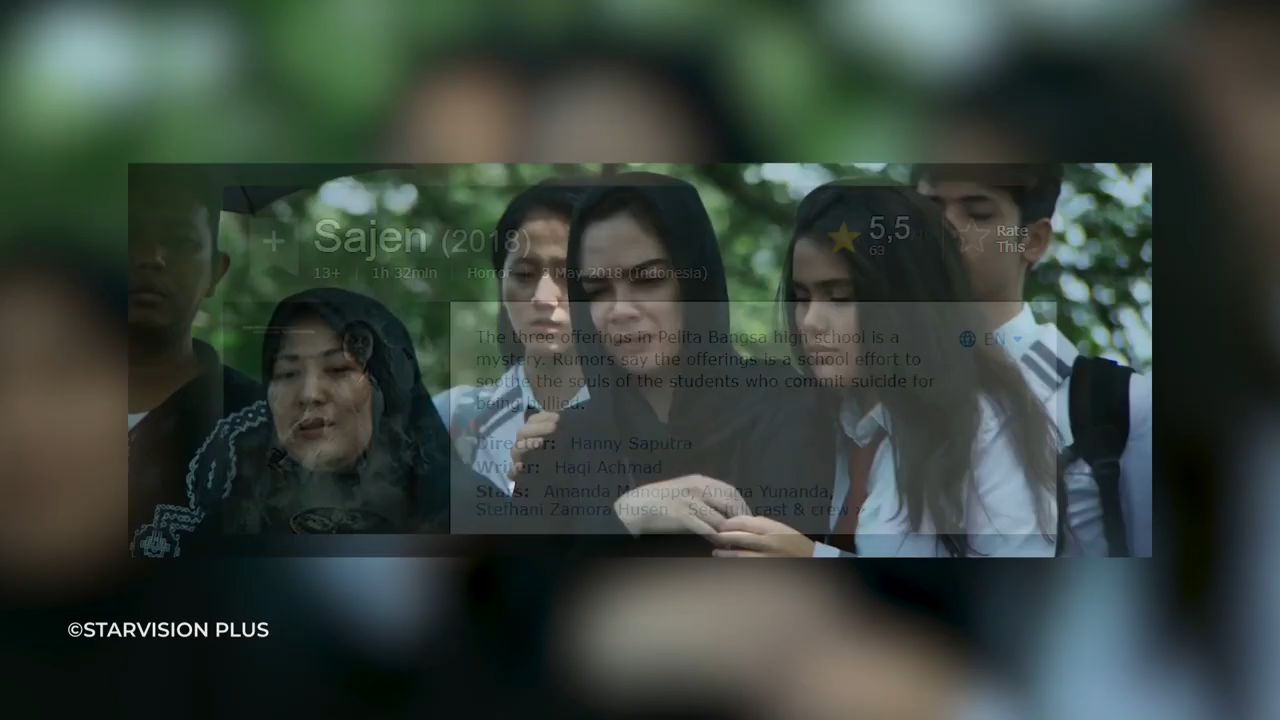 Sajen (2018)
13+ | 1h 32min | Horror May 2018 (Indonesia)
5,5
63
Rate
This
The three offerings in Pelita Bangsa high school is a
mystery. Rumors say the offerings is a school effort to
soothe the souls of the students who commit suicide for
being bullied.
EN
Director: Hanny Saputra
Writer: Haqi Achmad
Stars: Amanda Manoppo, Angga Yunanda,
Stefhani Zamora Husen See full cast & crew »
©STARVISION PLUS